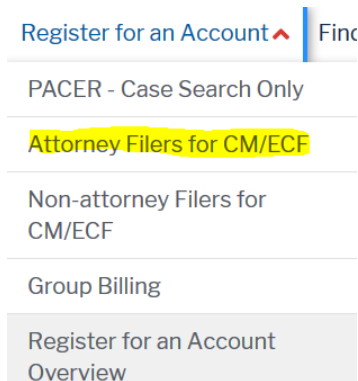 Register for an Account
PACER - Case Search Only
Attorney Filers for CM/ECF
Non-attorney Filers for
CM/ECF
Group Billing
Register for an Account
Overview